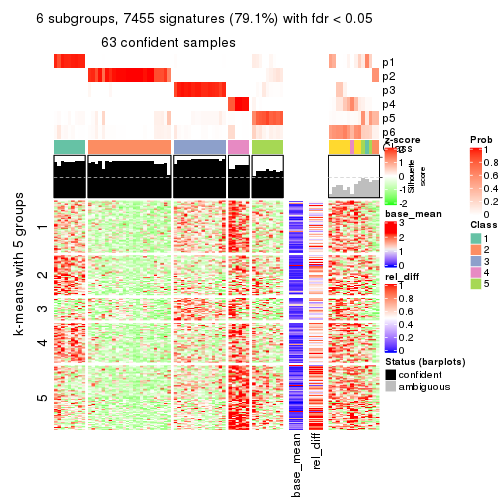 6 subgroups, 7455 signatures (79.1%) with fdr < 0.05
63 confident samples
p1
p2
p3
p4
p5
p6
Class
Silhouette
score
k-means with 5 groups
1
2
3
4
5
base_mean
rel_diff
z-score
2
1
0
-1
-2
base_mean
3
2
1
0
rel_diff
1
0.8
0.6
0.4
0.2
0
Status (barplots)
confident
ambiguous
Prob
1
0.8
0.6
0.4
0.2
0
Class
1
2
3
4
5